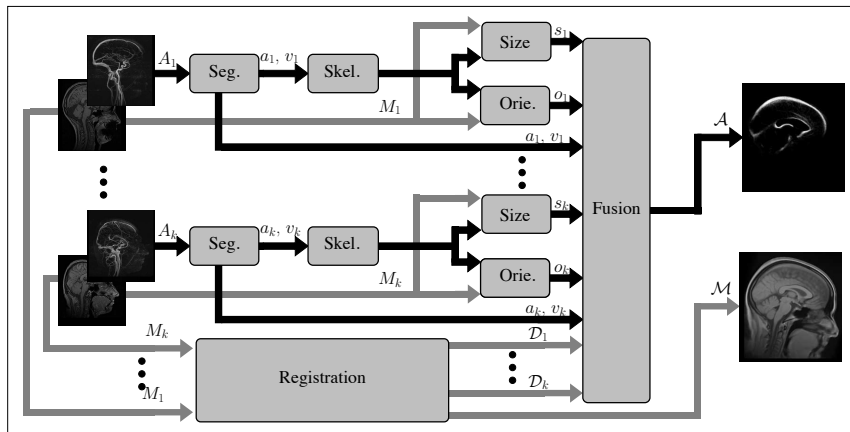 A₁
Seg.
a₁, v₁
Skel.
M₁
Size
s₁
Orie.
o₁
a₁, v₁
Fusion
𝒜
Aₖ
Seg.
aₖ, vₖ
Skel.
Mₖ
Size
sₖ
Orie.
oₖ
aₖ, vₖ
ℳ
Mₖ
M₁
Registration
𝒟₁
𝒟ₖ